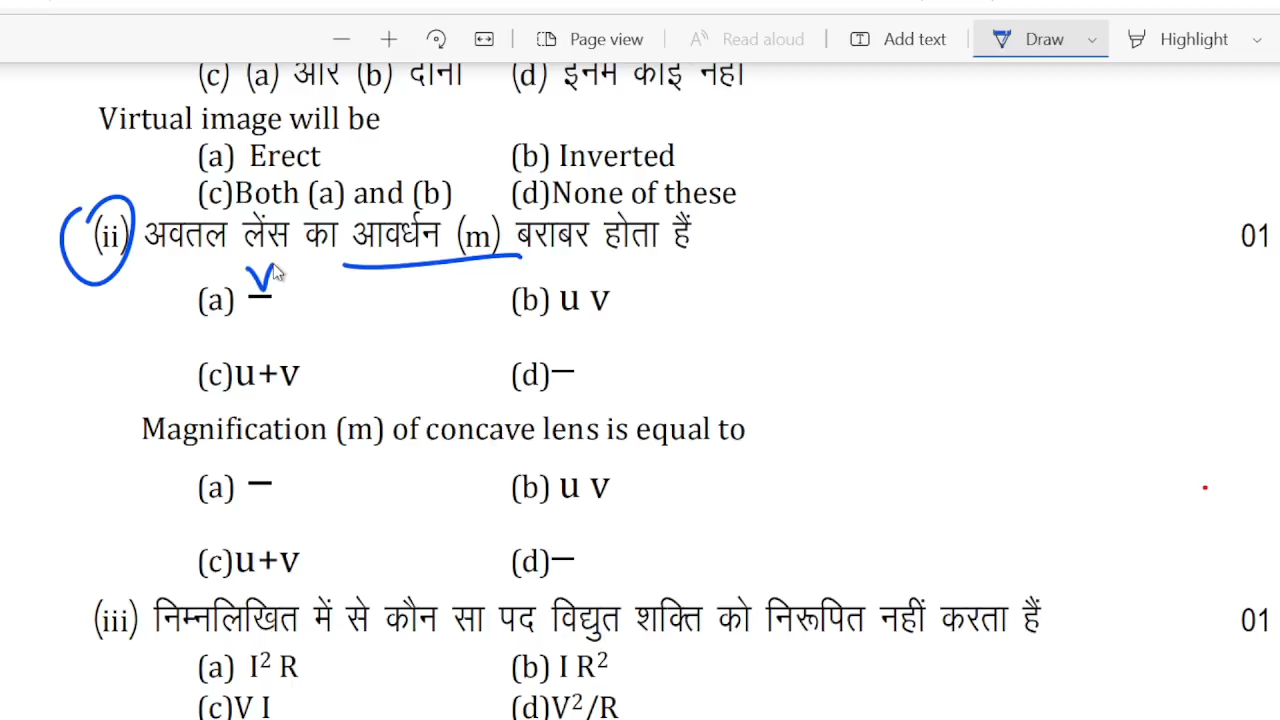 Page view
Read aloud
Add text
Draw
Highlight
(c) (a) और (b) दोनों (d) इनमें कोई नहीं
Virtual image will be
(a) Erect (b) Inverted
(c)Both (a) and (b) (d)None of these
(ii) अवतल लेंस का आवर्धन (m) बराबर होता हैं 01
v
(a) – (b) u v
(c)u+v (d)–
Magnification (m) of concave lens is equal to
(a) – (b) u v
(c)u+v (d)–
(iii) निम्नलिखित में से कौन सा पद विद्युत शक्ति को निरूपित नहीं करता हैं 01
(a) I² R (b) I R²
(c)V I (d)V²/R